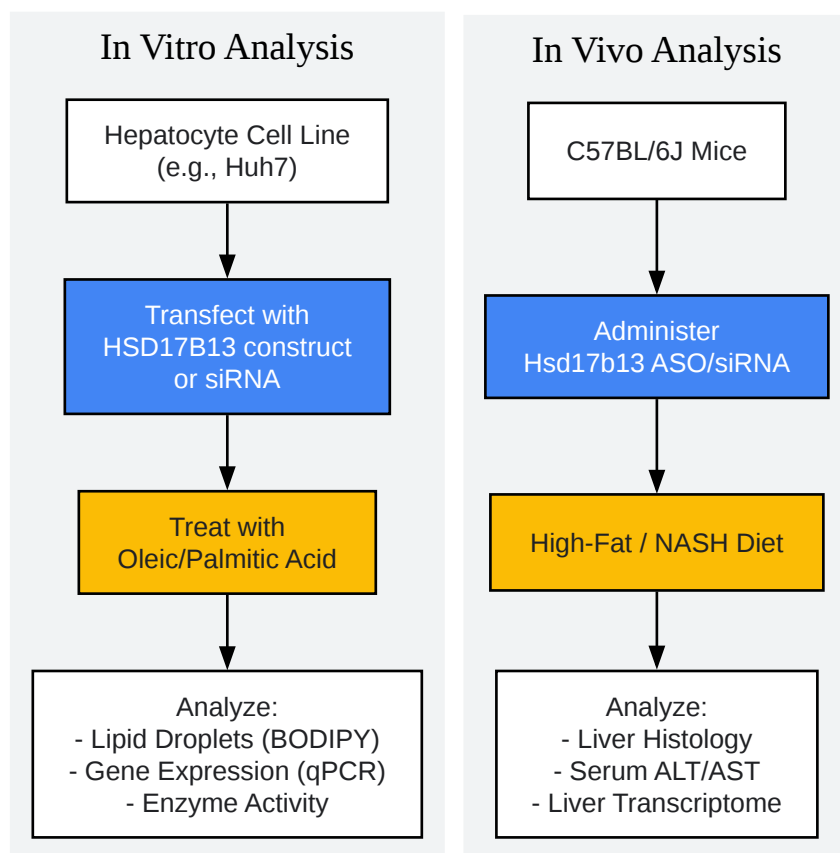 In Vitro Analysis
Hepatocyte Cell Line
(e.g., Huh7)
Transfect with
HSD17B13 construct
or siRNA
Treat with
Oleic/Palmitic Acid
Analyze:
- Lipid Droplets (BODIPY)
- Gene Expression (qPCR)
- Enzyme Activity
In Vivo Analysis
C57BL/6J Mice
Administer
Hsd17b13 ASO/siRNA
High-Fat / NASH Diet
Analyze:
- Liver Histology
- Serum ALT/AST
- Liver Transcriptome